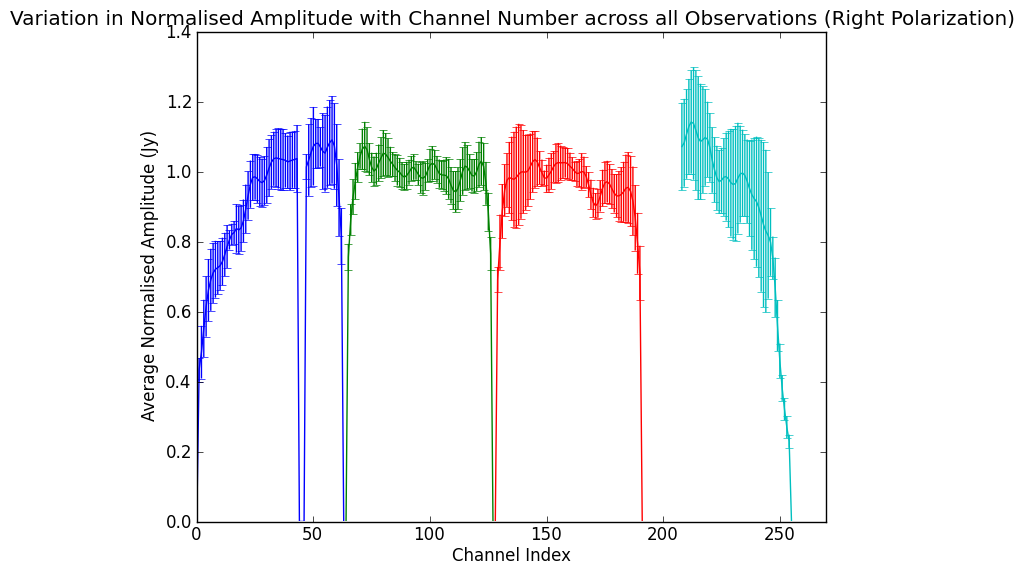 Variation in Normalised Amplitude with Channel Number across all Observations (Right Polarization)
1.4
1.2
1.0
0.8
0.6
0.4
0.2
0.0
Average Normalised Amplitude (Jy)
0 50 100 150 200 250
Channel Index